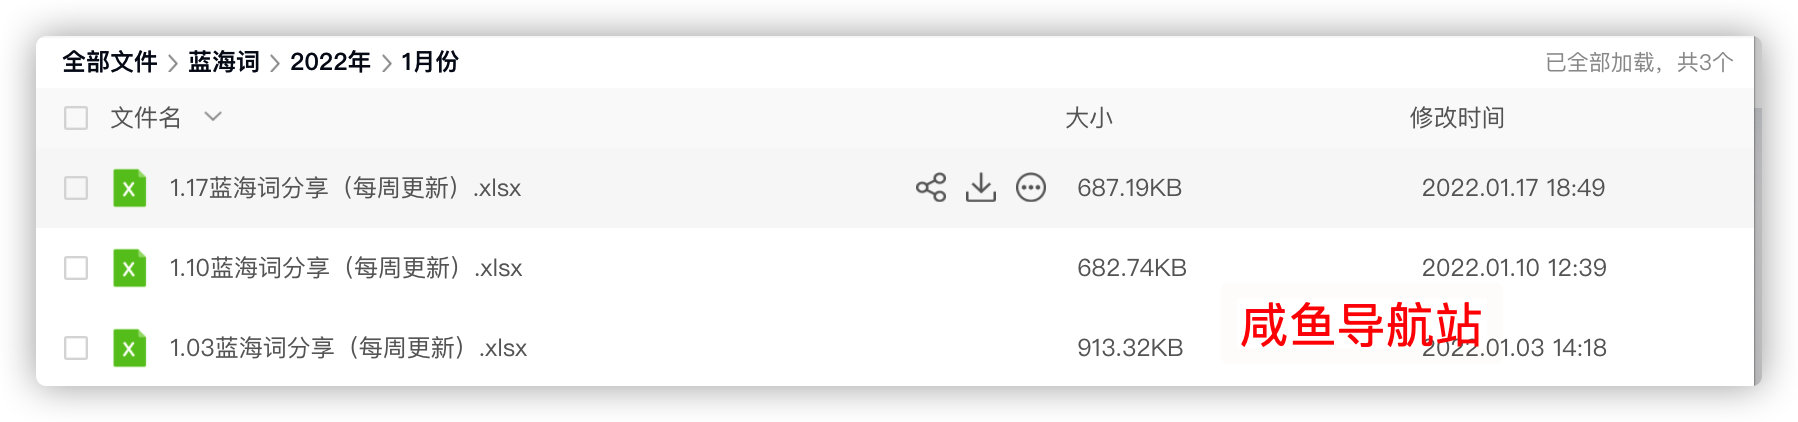 全部文件 > 蓝海词 > 2022年 > 1月份 已全部加载，共3个
文件名 大小 修改时间
X 1.17蓝海词分享（每周更新）.xlsx 687.19KB 2022.01.17 18:49
X 1.10蓝海词分享（每周更新）.xlsx 682.74KB 2022.01.10 12:39
咸鱼导航站
X 1.03蓝海词分享（每周更新）.xlsx 913.32KB 2022.01.03 14:18